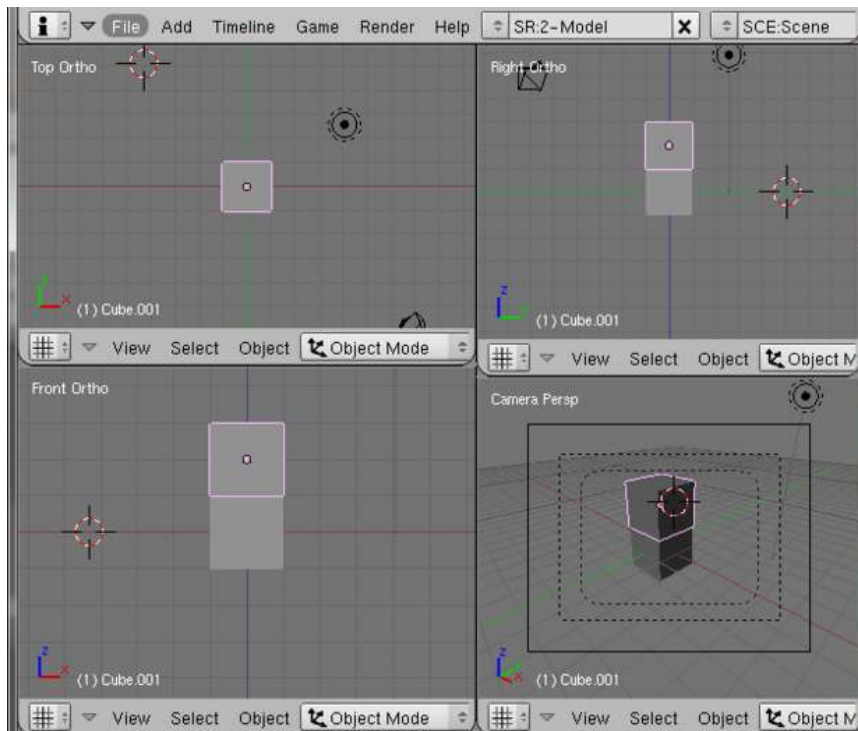 File Add Timeline Game Render Help SR:2-Model SCE:Scene
Top Ortho
z
x
(1) Cube.001
View Select Object Object Mode
Right Ortho
z
(1) Cube.001
View Select Object Object M
Front Ortho
z
x
(1) Cube.001
View Select Object Object Mode
Camera Persp
z
x
(1) Cube.001
View Select Object Object M